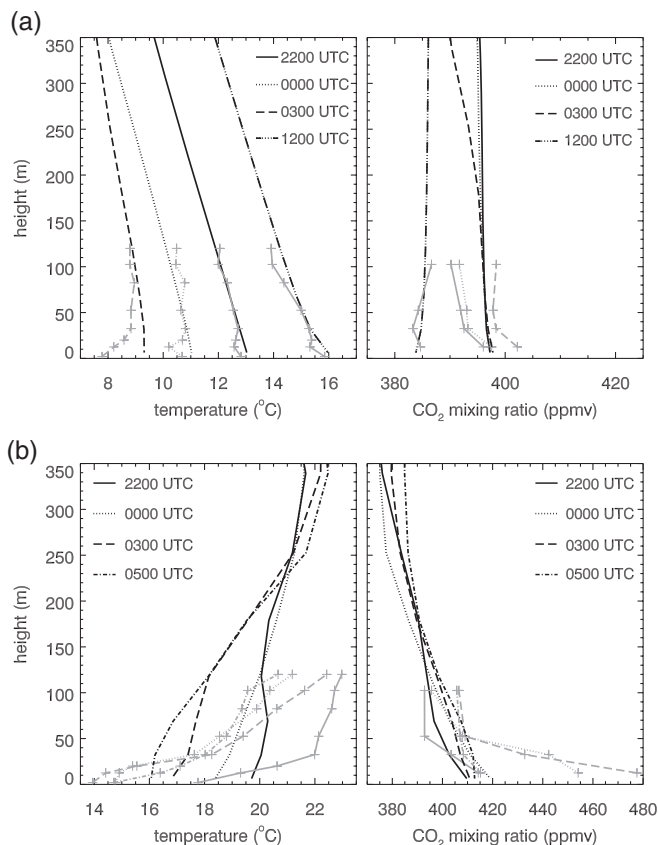 (a)
350
300
250
200
150
100
50
0
height (m)
2200 UTC
0000 UTC
0300 UTC
1200 UTC
8 10 12 14 16
temperature (°C)
2200 UTC
0000 UTC
0300 UTC
1200 UTC
380 400 420
CO2 mixing ratio (ppmv)
(b)
350
300
250
200
150
100
50
0
height (m)
2200 UTC
0000 UTC
0300 UTC
0500 UTC
14 16 18 20 22
temperature (°C)
2200 UTC
0000 UTC
0300 UTC
0500 UTC
380 400 420 440 460 480
CO2 mixing ratio (ppmv)